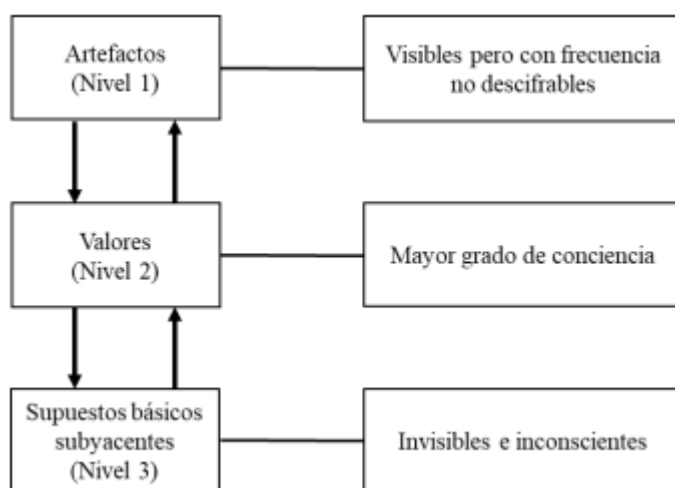 Artefactos
(Nivel 1)
Visibles pero con frecuencia
no descifrables
Valores
(Nivel 2)
Mayor grado de conciencia
Supuestos básicos
subyacentes
(Nivel 3)
Invisibles e inconscientes